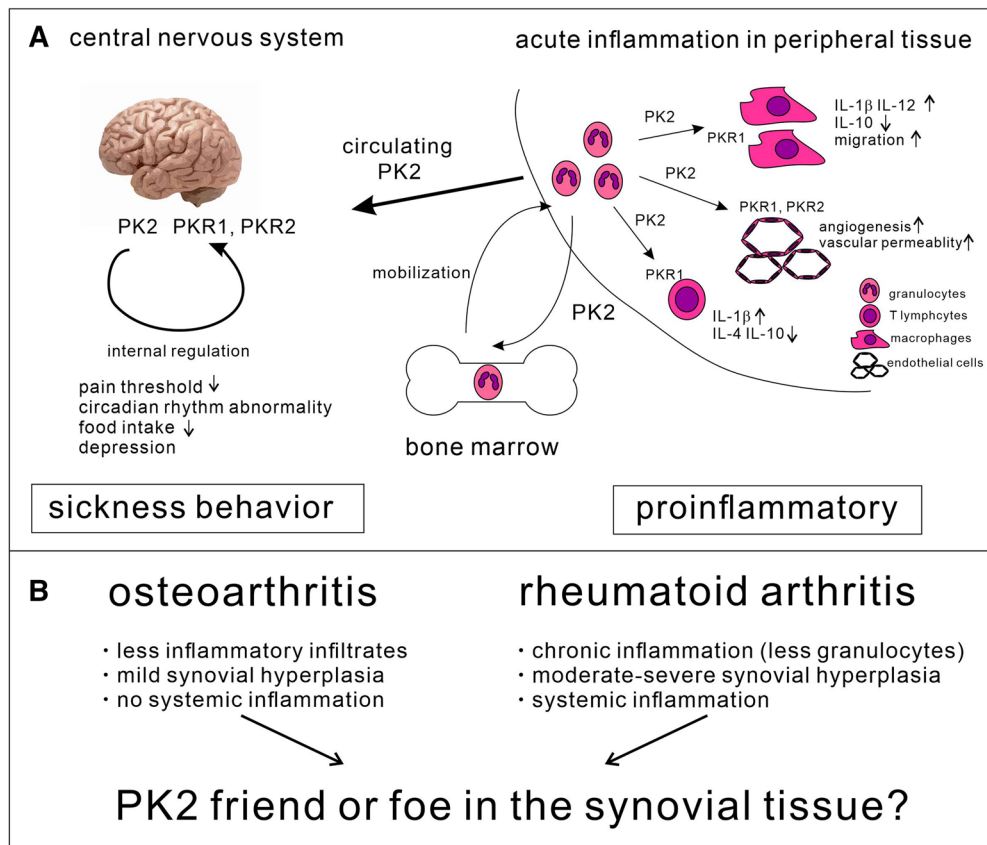 A
central nervous system
PK2 PKR1, PKR2
internal regulation
pain threshold ↓
circadian rhythm abnormality
food intake ↓
depression
sickness behavior
circulating
PK2
mobilization
PK2
bone marrow
acute inflammation in peripheral tissue
PK2
PKR1
IL-1β IL-12 ↑
IL-10 ↓
migration ↑
PK2
PKR1, PKR2
angiogenesis↑
vascular permeablity↑
PK2
PKR1
IL-1β↑
IL-4 IL-10↓
granulocytes
T lympcytes
macrophages
endothelial cells
proinflammatory
B
osteoarthritis
・less inflammatory infiltrates
・mild synovial hyperplasia
・no systemic inflammation
rheumatoid arthritis
・chronic inflammation (less granulocytes)
・moderate-severe synovial hyperplasia
・systemic inflammation
PK2 friend or foe in the synovial tissue?